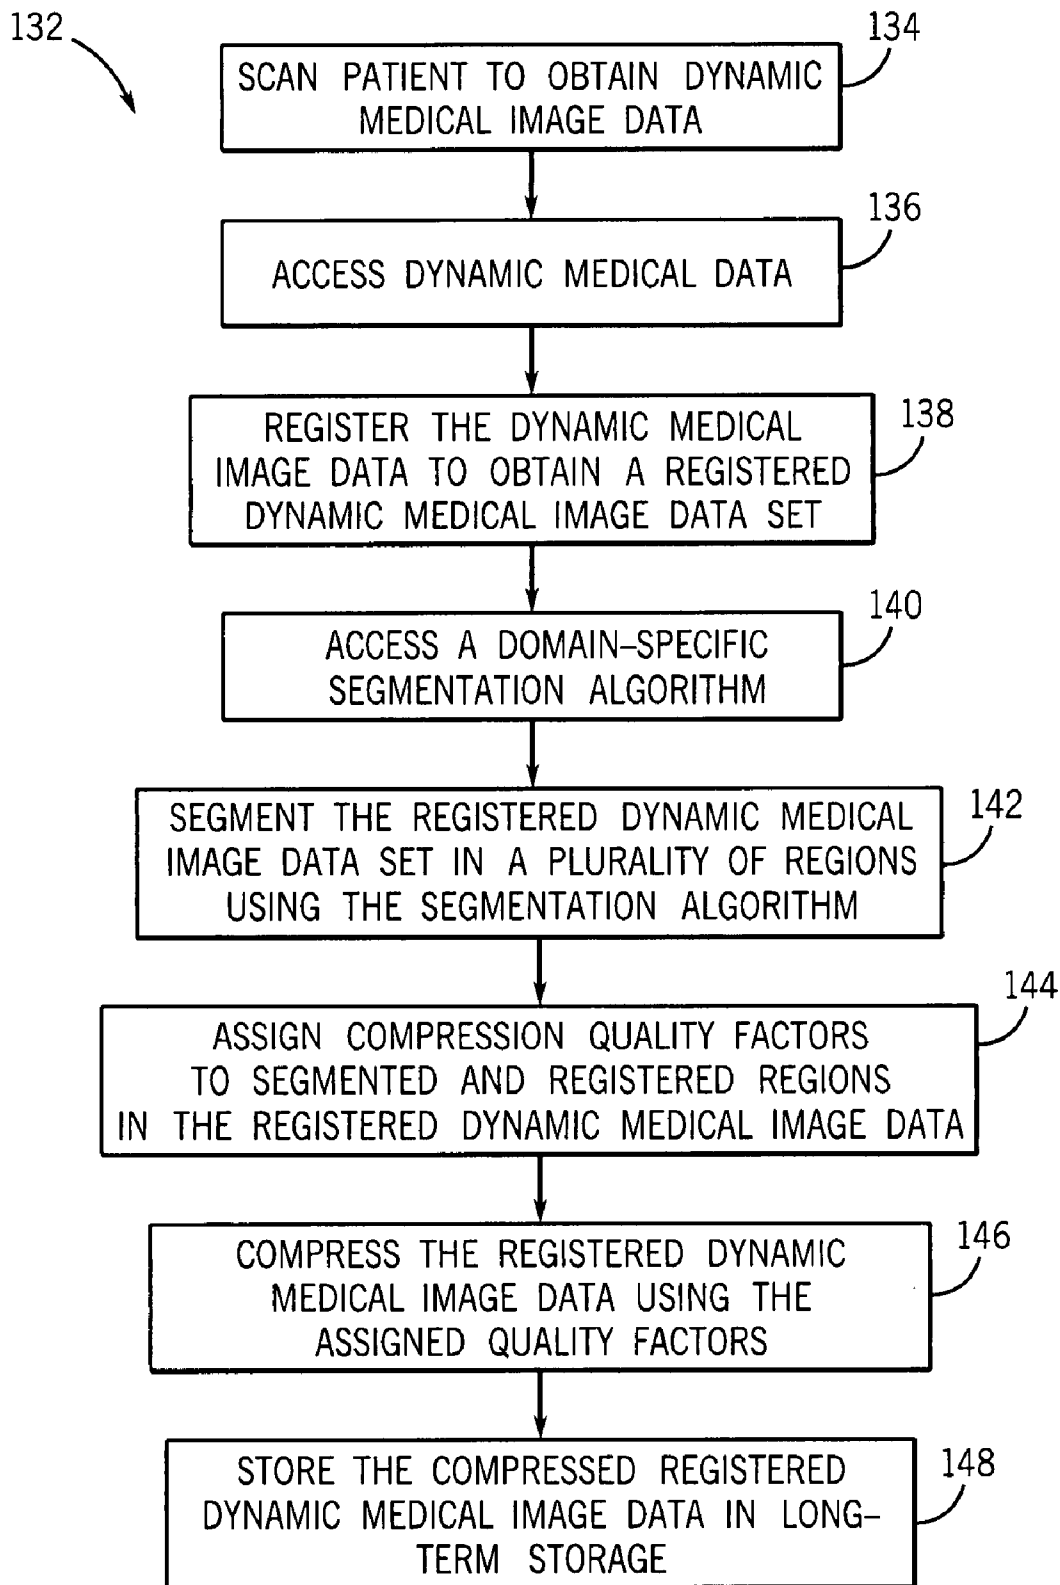 132
134
SCAN PATIENT TO OBTAIN DYNAMIC
MEDICAL IMAGE DATA
136
ACCESS DYNAMIC MEDICAL DATA
138
REGISTER THE DYNAMIC MEDICAL
IMAGE DATA TO OBTAIN A REGISTERED
DYNAMIC MEDICAL IMAGE DATA SET
140
ACCESS A DOMAIN–SPECIFIC
SEGMENTATION ALGORITHM
142
SEGMENT THE REGISTERED DYNAMIC MEDICAL
IMAGE DATA SET IN A PLURALITY OF REGIONS
USING THE SEGMENTATION ALGORITHM
144
ASSIGN COMPRESSION QUALITY FACTORS
TO SEGMENTED AND REGISTERED REGIONS
IN THE REGISTERED DYNAMIC MEDICAL IMAGE DATA
146
COMPRESS THE REGISTERED DYNAMIC
MEDICAL IMAGE DATA USING THE
ASSIGNED QUALITY FACTORS
148
STORE THE COMPRESSED REGISTERED
DYNAMIC MEDICAL IMAGE DATA IN LONG–
TERM STORAGE